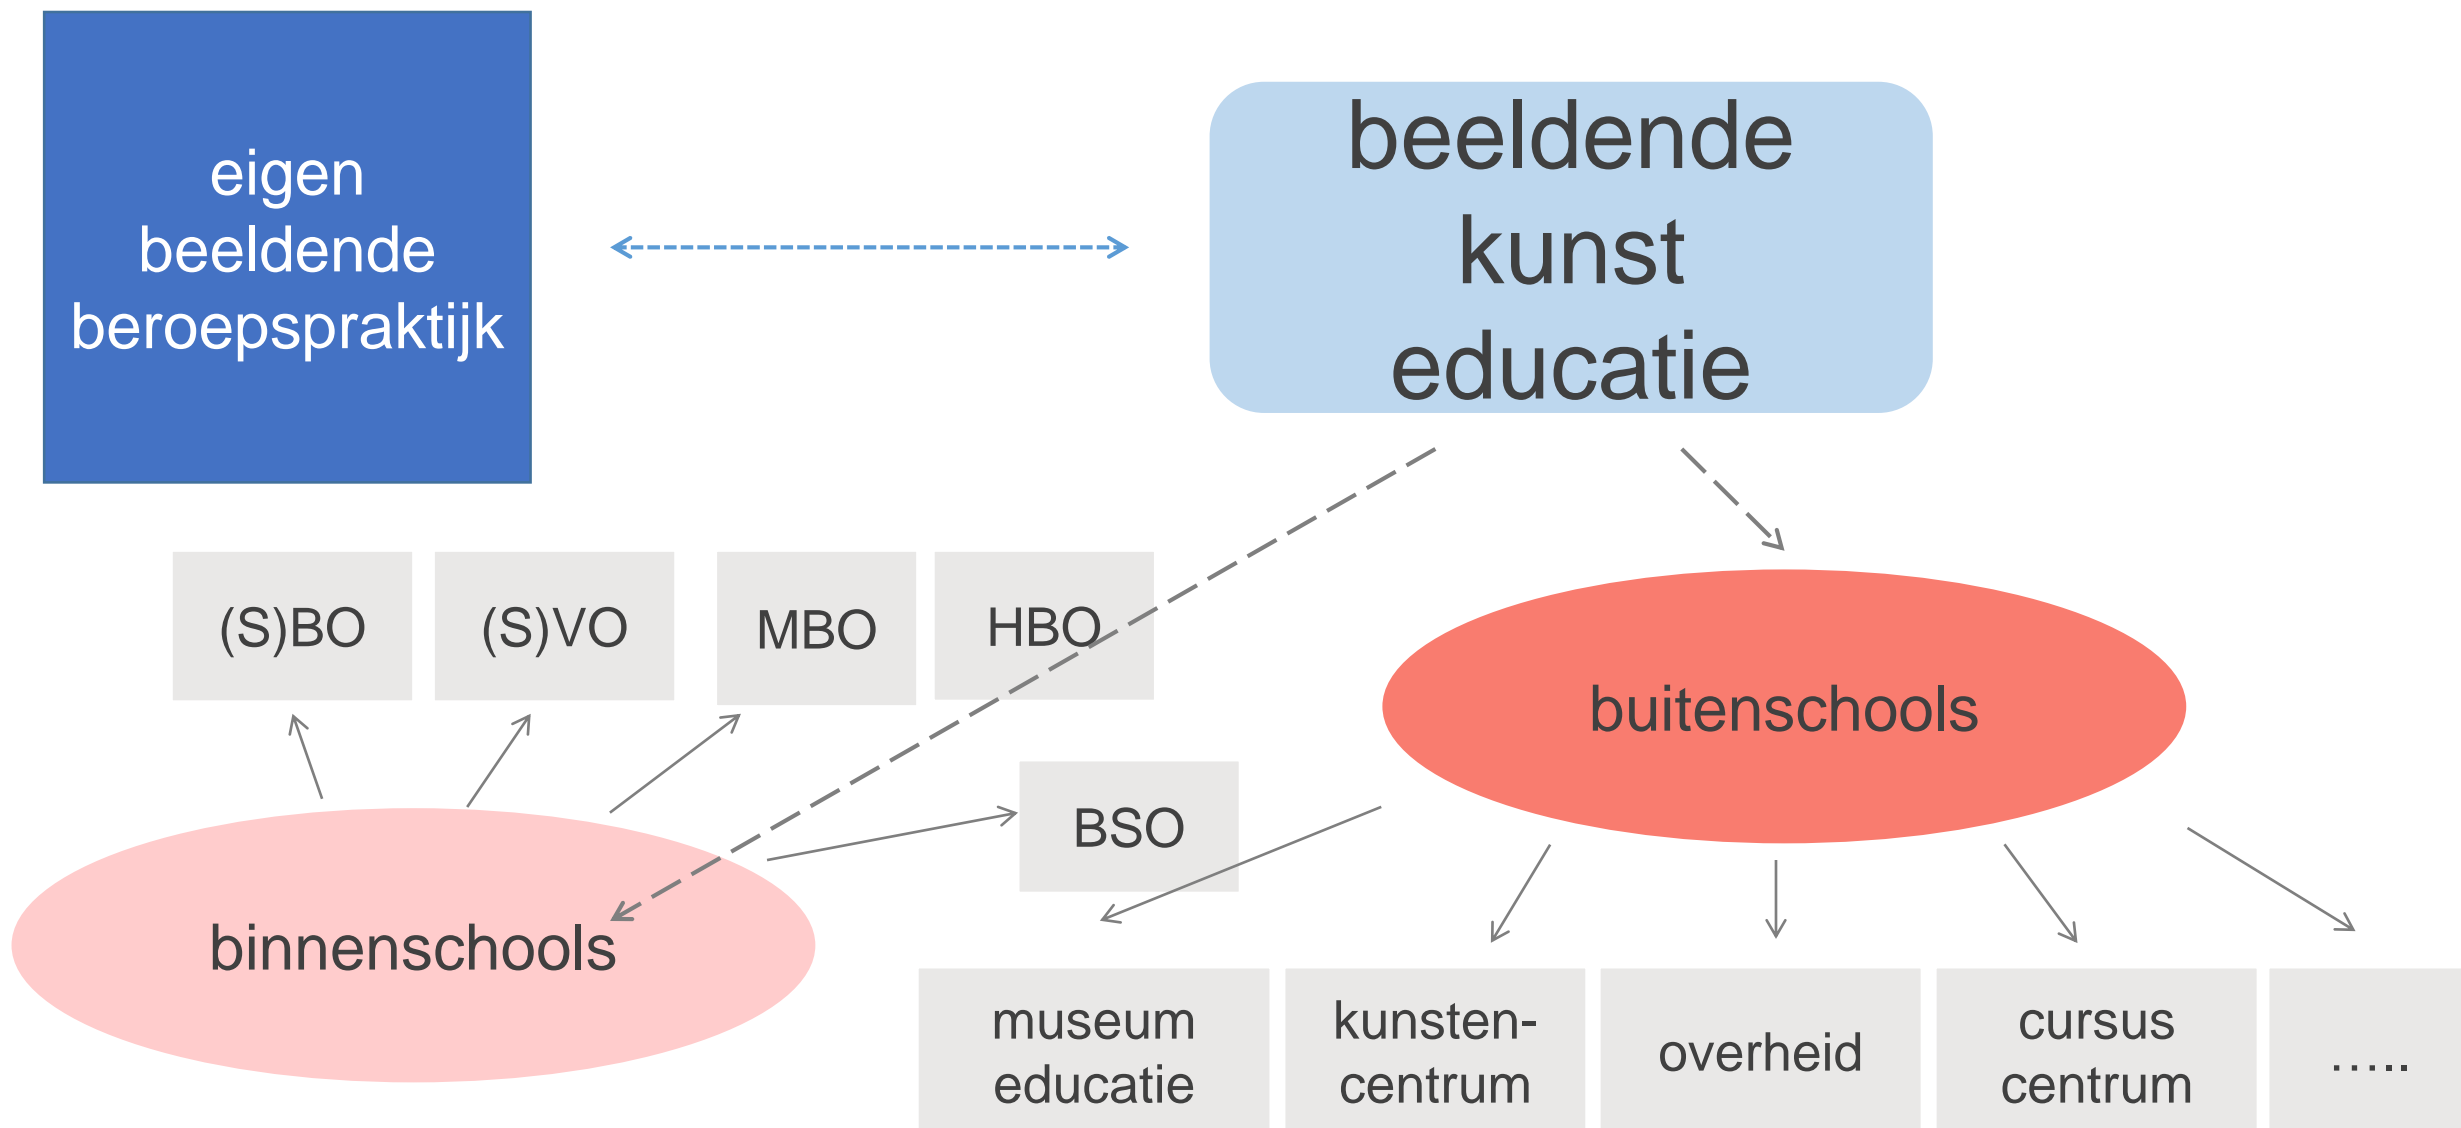 eigen
beeldende
beroepspraktijk
beeldende
kunst
educatie
(S)BO
(S)VO
MBO
HBO
buitenschools
BSO
binnenschools
museum
educatie
kunsten-
centrum
overheid
cursus
centrum
…..